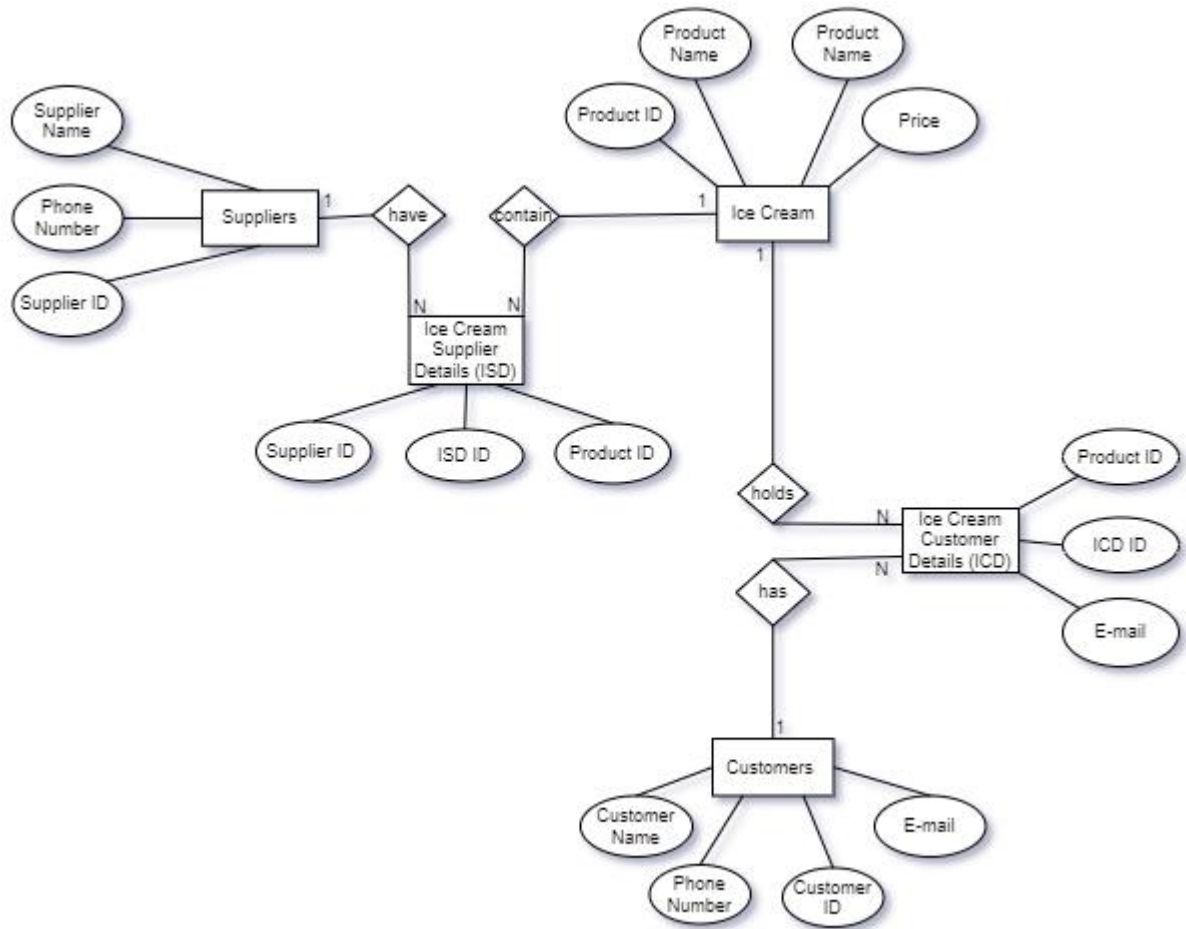 Product
Name
Product
Name
Supplier
Name
Product ID
Price
Phone
Number
Suppliers
1
have
contain
1
Ice Cream
1
Supplier ID
N
N
Ice Cream
Supplier
Details (ISD)
Supplier ID
ISD ID
Product ID
Product ID
holds
N
Ice Cream
Customer
Details (ICD)
ICD ID
N
has
E-mail
1
Customers
Customer
Name
E-mail
Phone
Number
Customer
ID